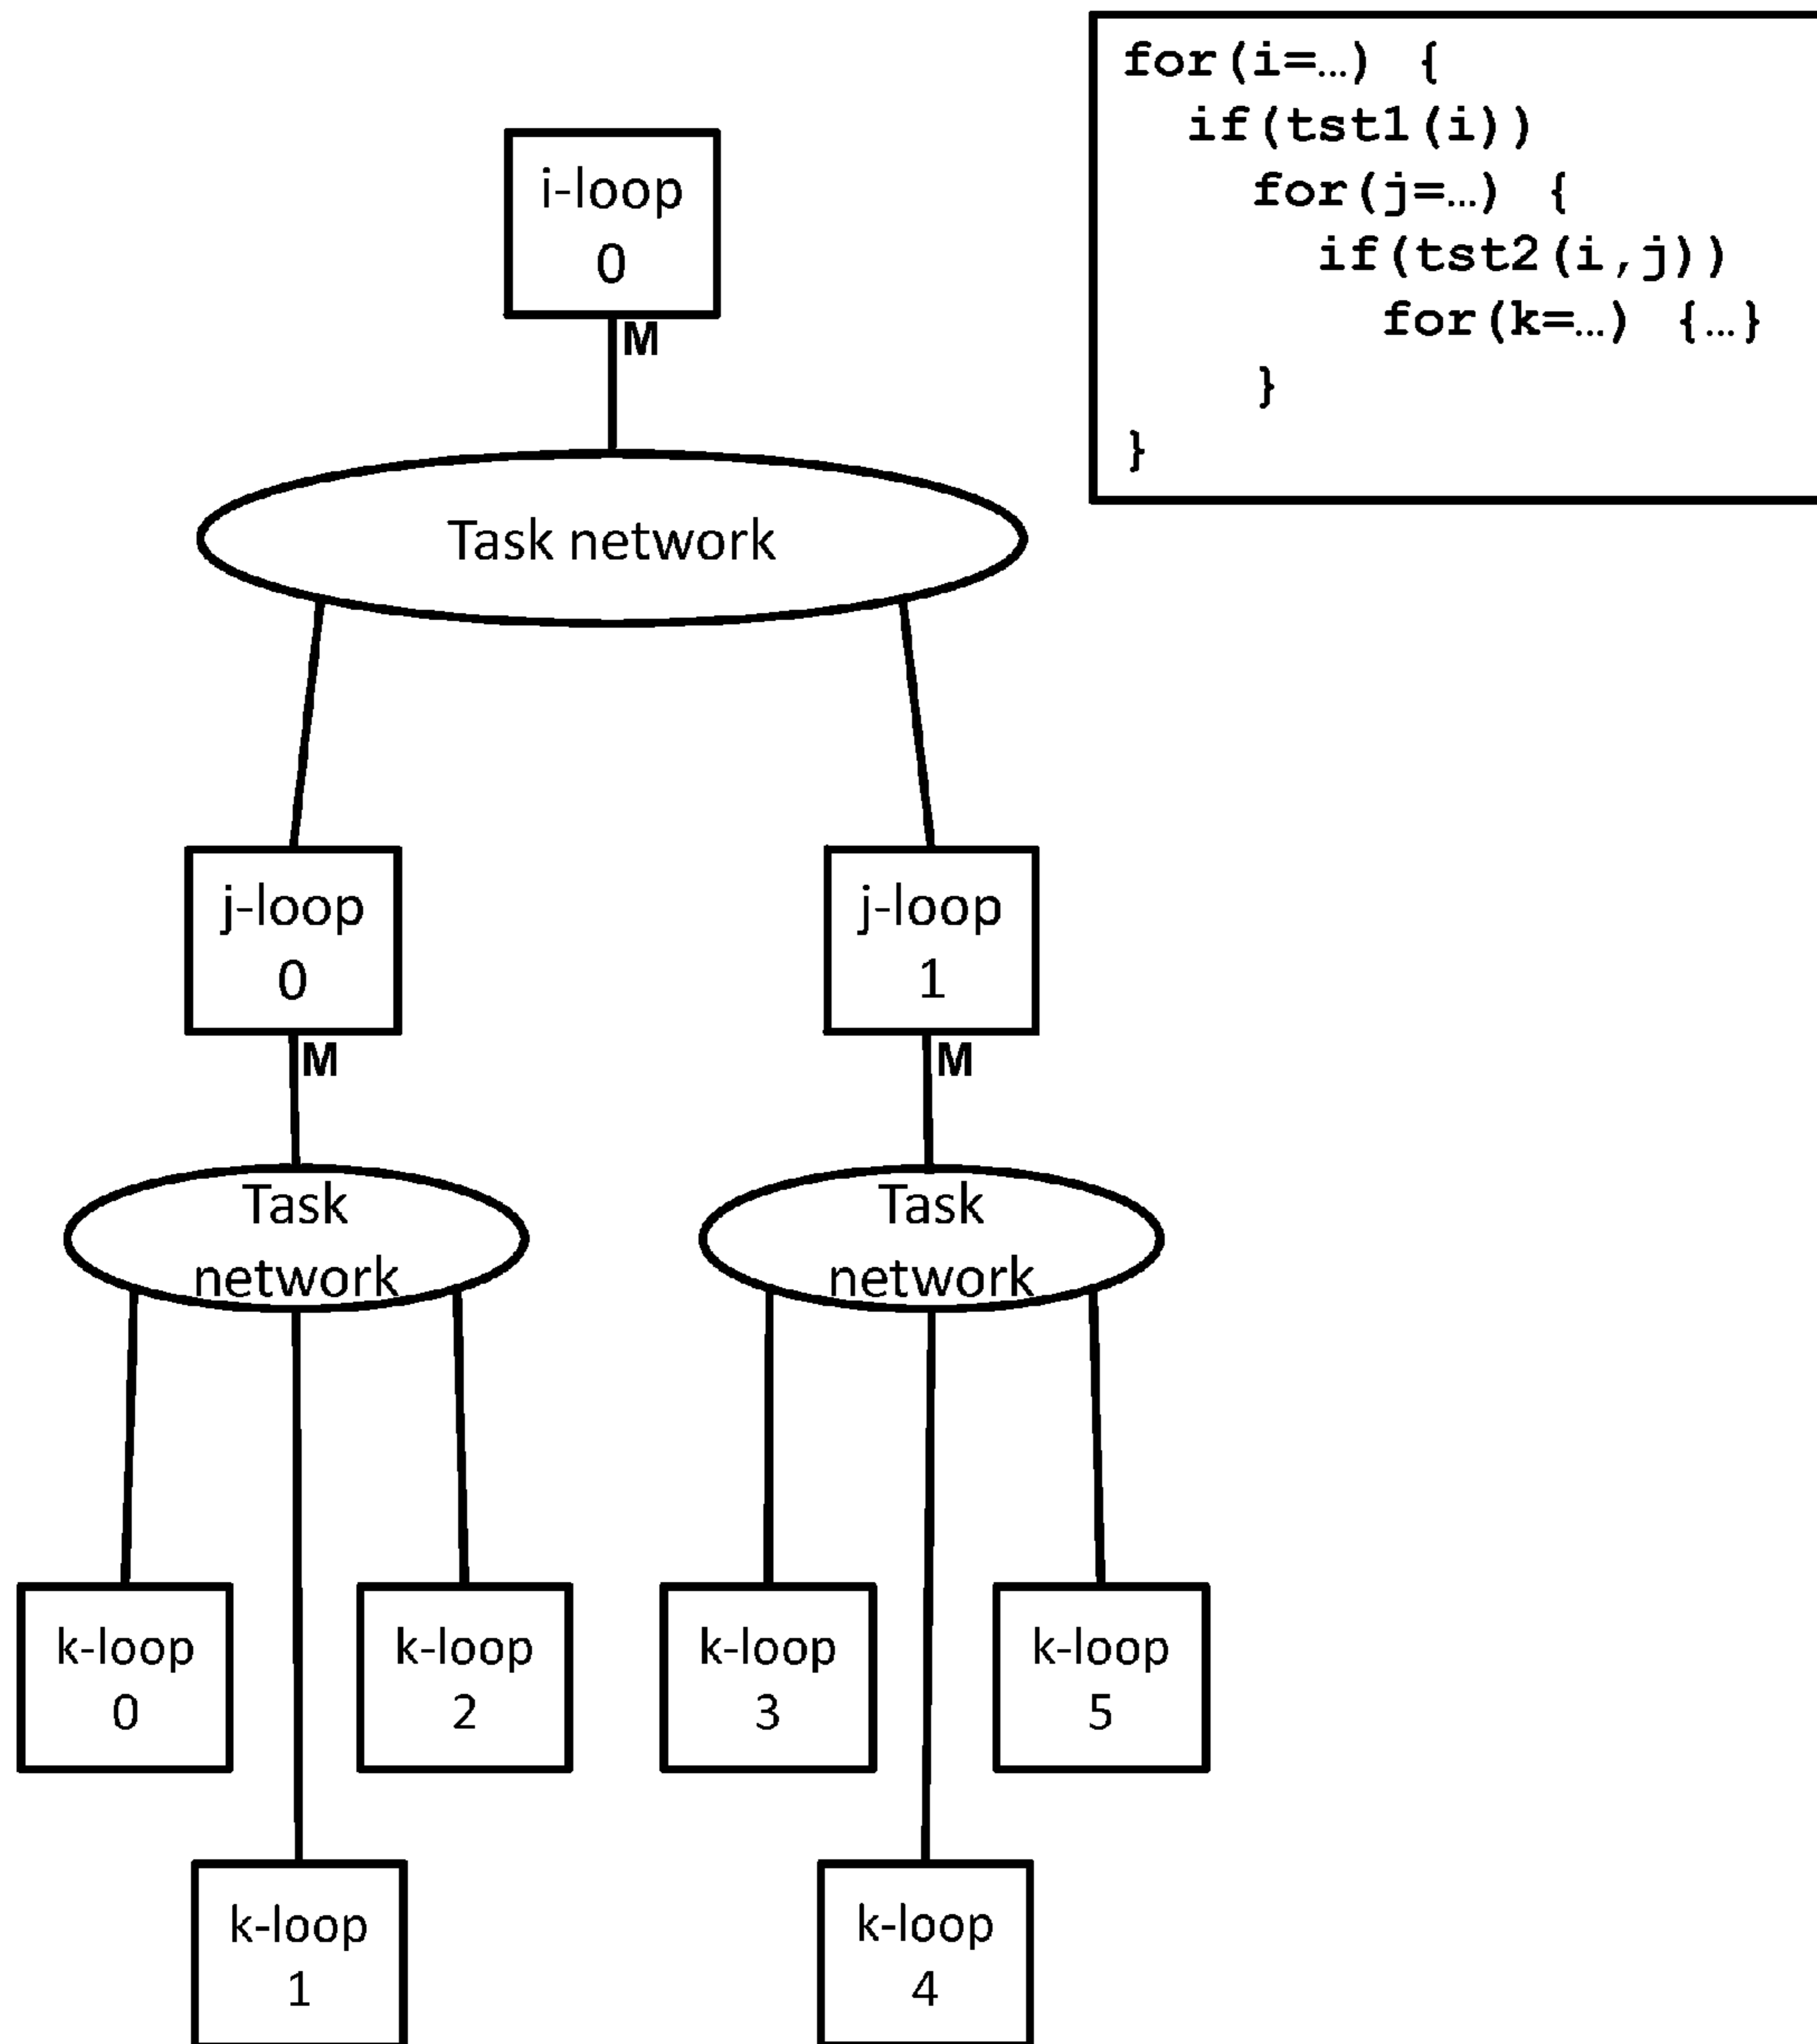 for(i=…) {
if(tst1(i))
for(j=…) {
if(tst2(i,j))
for(k=…) {…}
}
}
i-loop
0
M
Task network
j-loop
0
j-loop
1
M
M
Task
network
Task
network
k-loop
0
k-loop
2
k-loop
3
k-loop
5
k-loop
1
k-loop
4